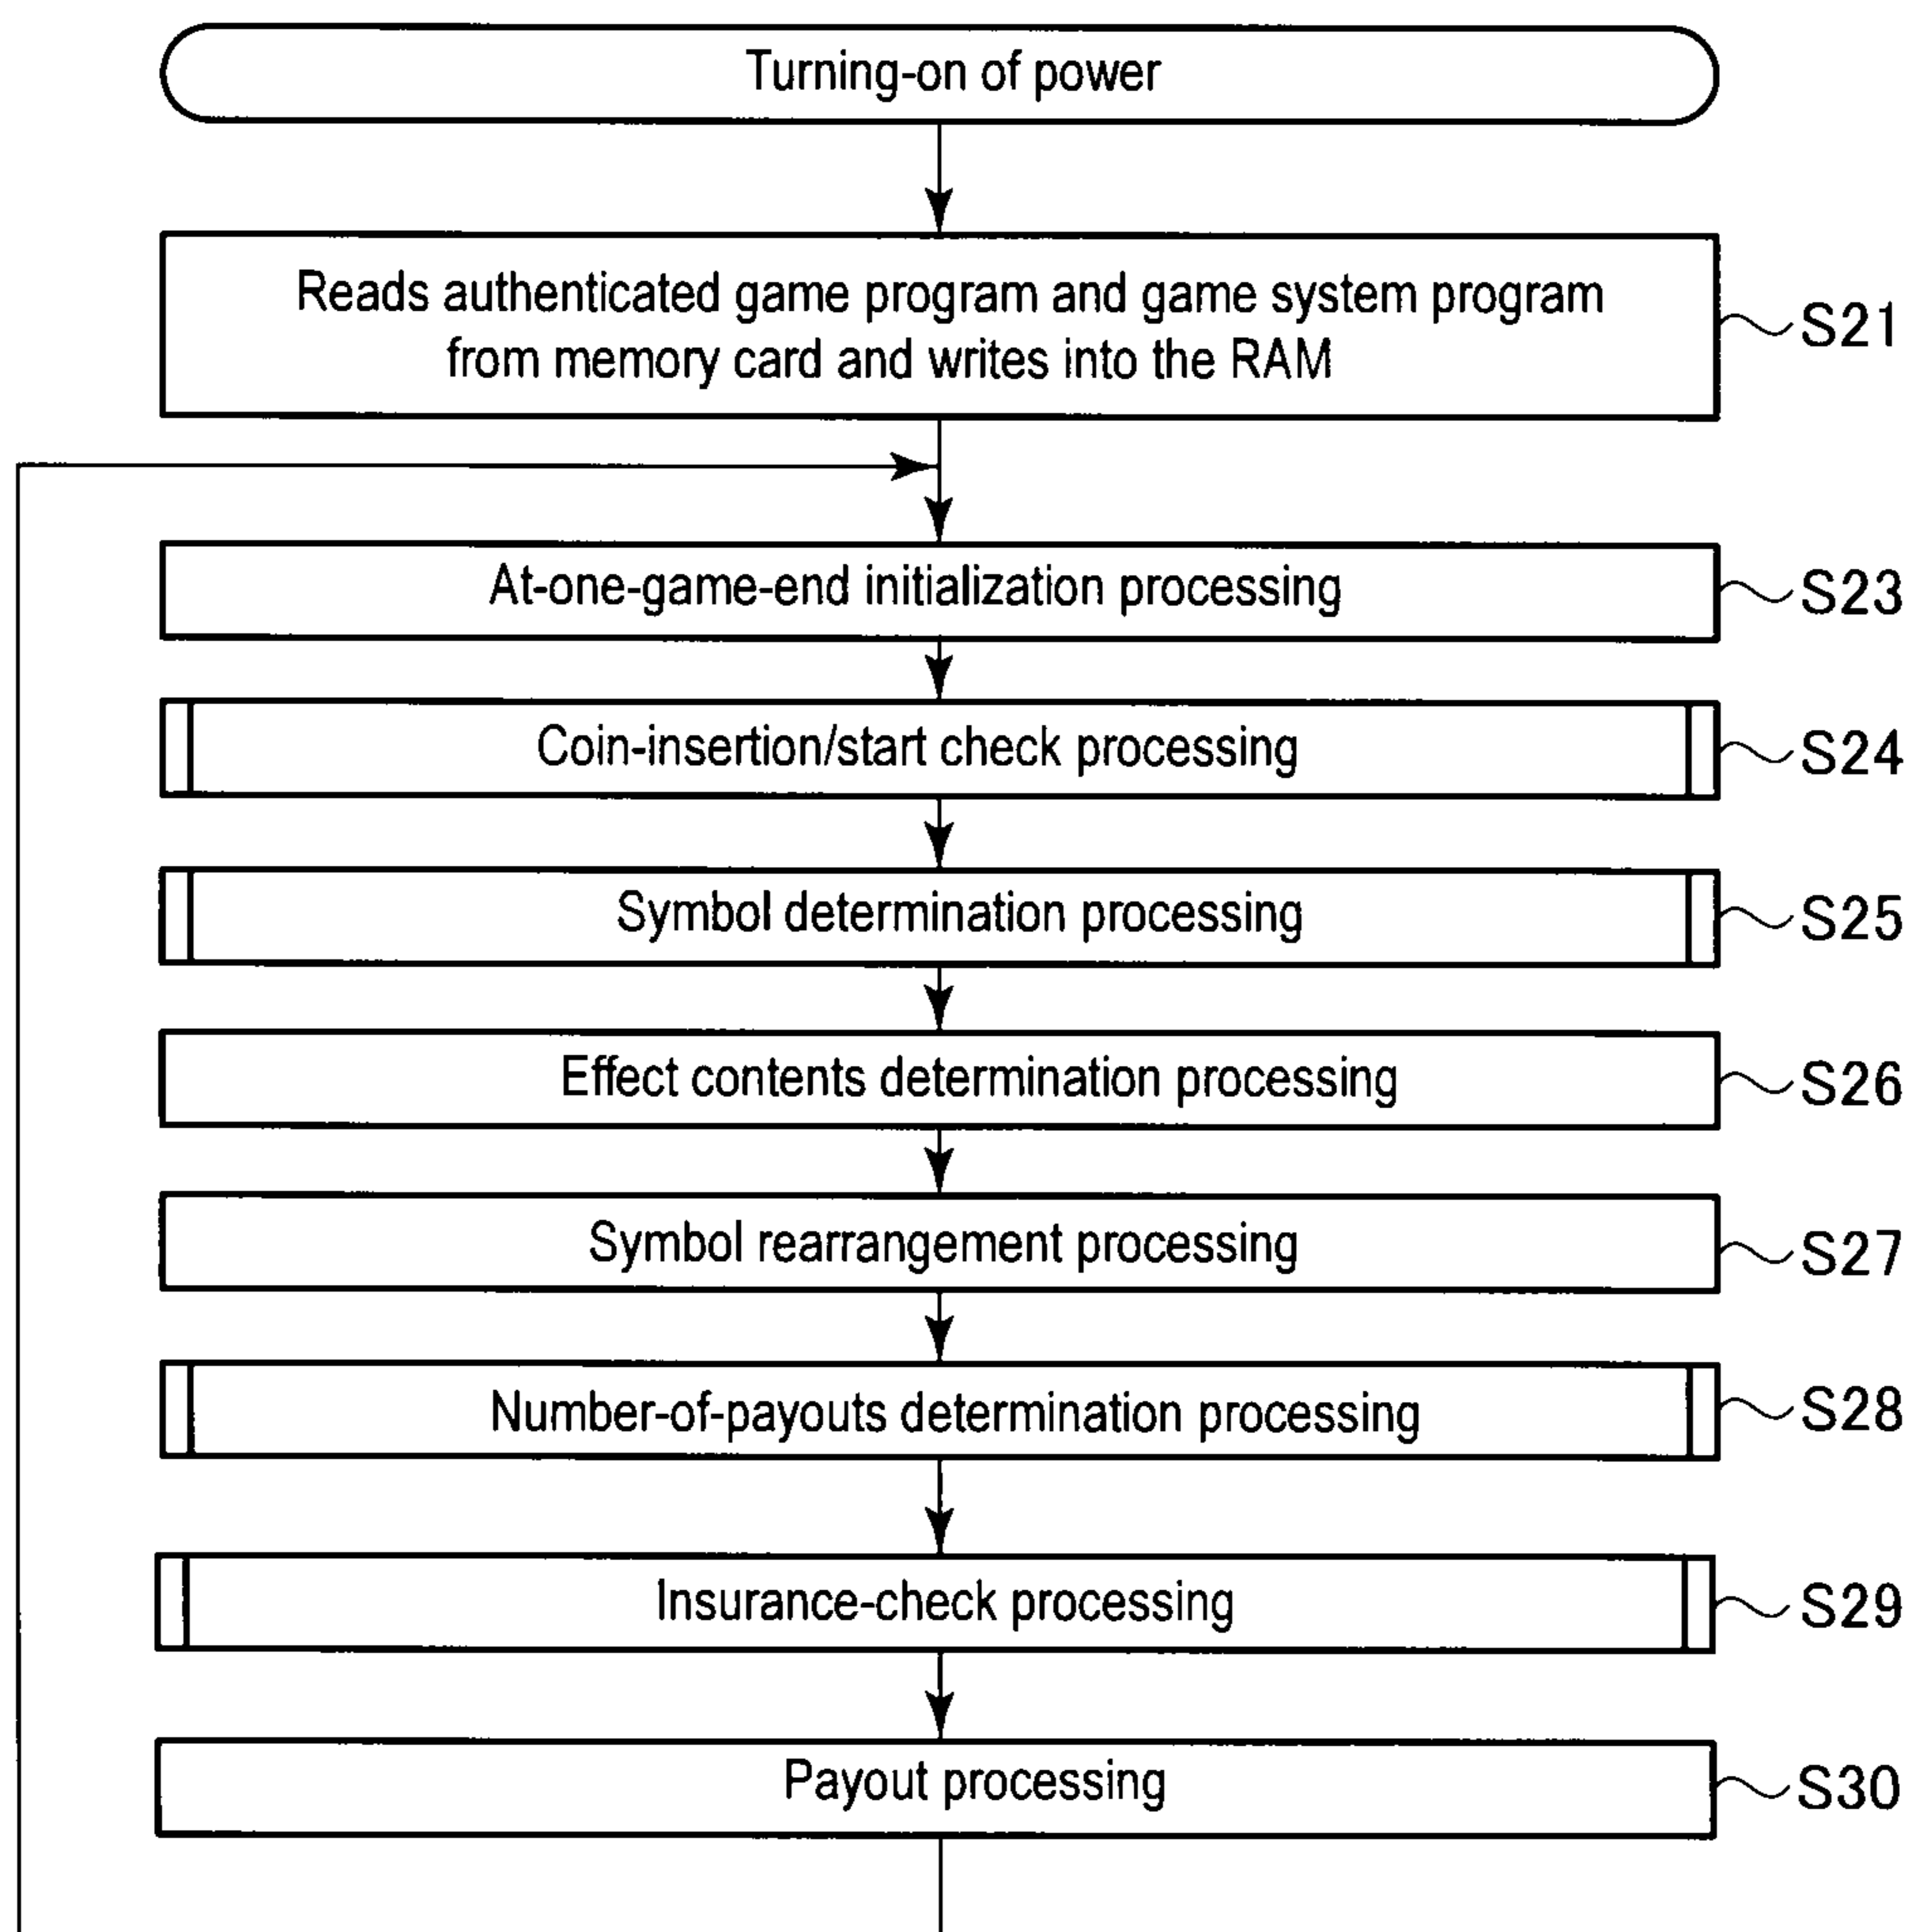 Turning-on of power
Reads authenticated game program and game system program
from memory card and writes into the RAM
S21
At-one-game-end initialization processing
S23
Coin-insertion/start check processing
S24
Symbol determination processing
S25
Effect contents determination processing
S26
Symbol rearrangement processing
S27
Number-of-payouts determination processing
S28
Insurance-check processing
S29
Payout processing
S30